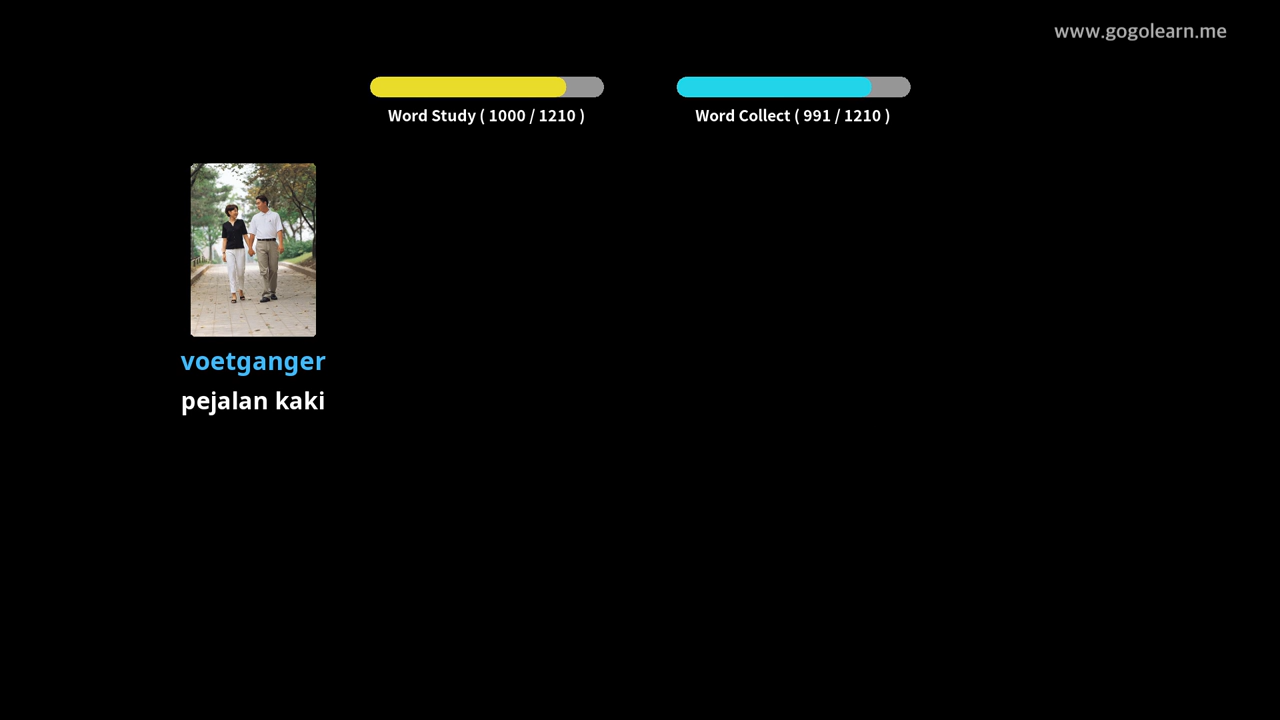 www.gogolearn.me
Word Study ( 1000 / 1210 )
Word Collect ( 991 / 1210 )
voetganger
pejalan kaki